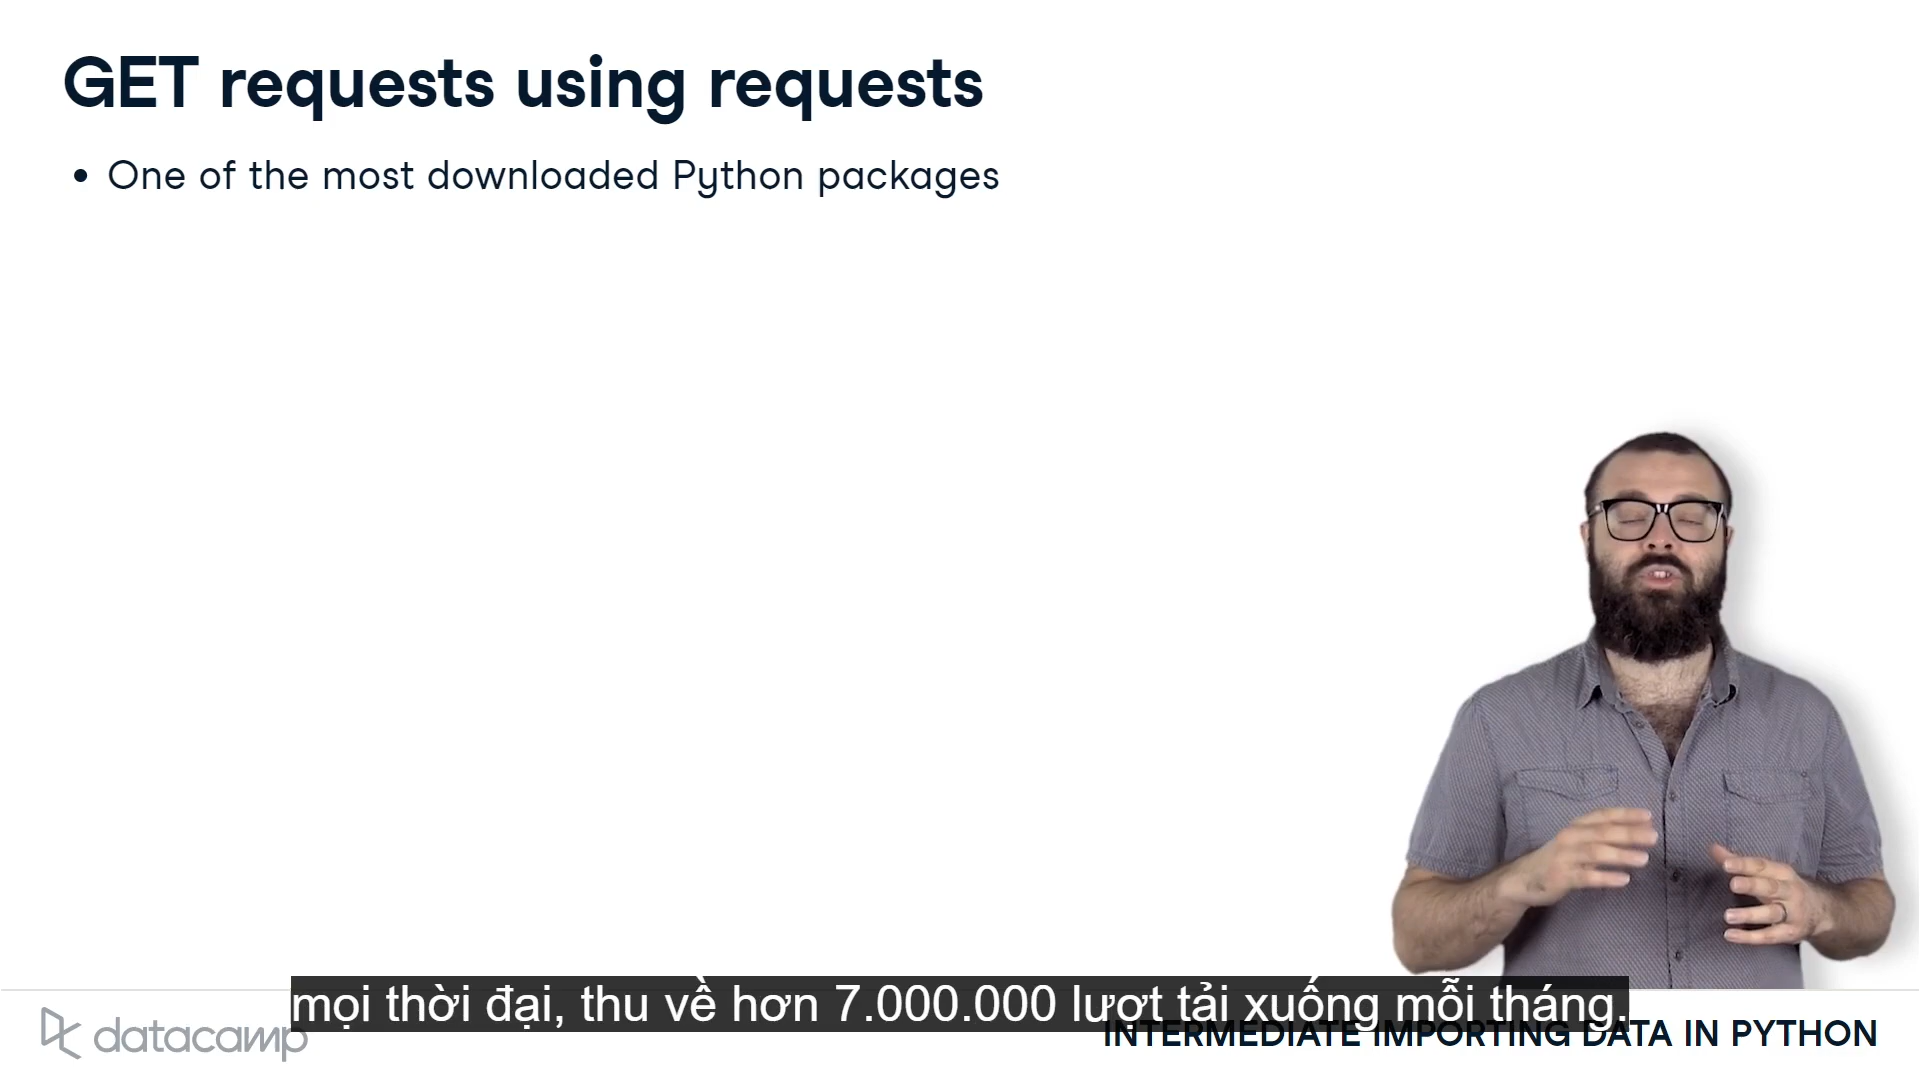 GET requests using requests
• One of the most downloaded Python packages
mọi thời đại, thu về hơn 7.000.000 lượt tải xuống mỗi tháng.
datacamp
INTERMEDIATE IMPORTING DATA IN PYTHON